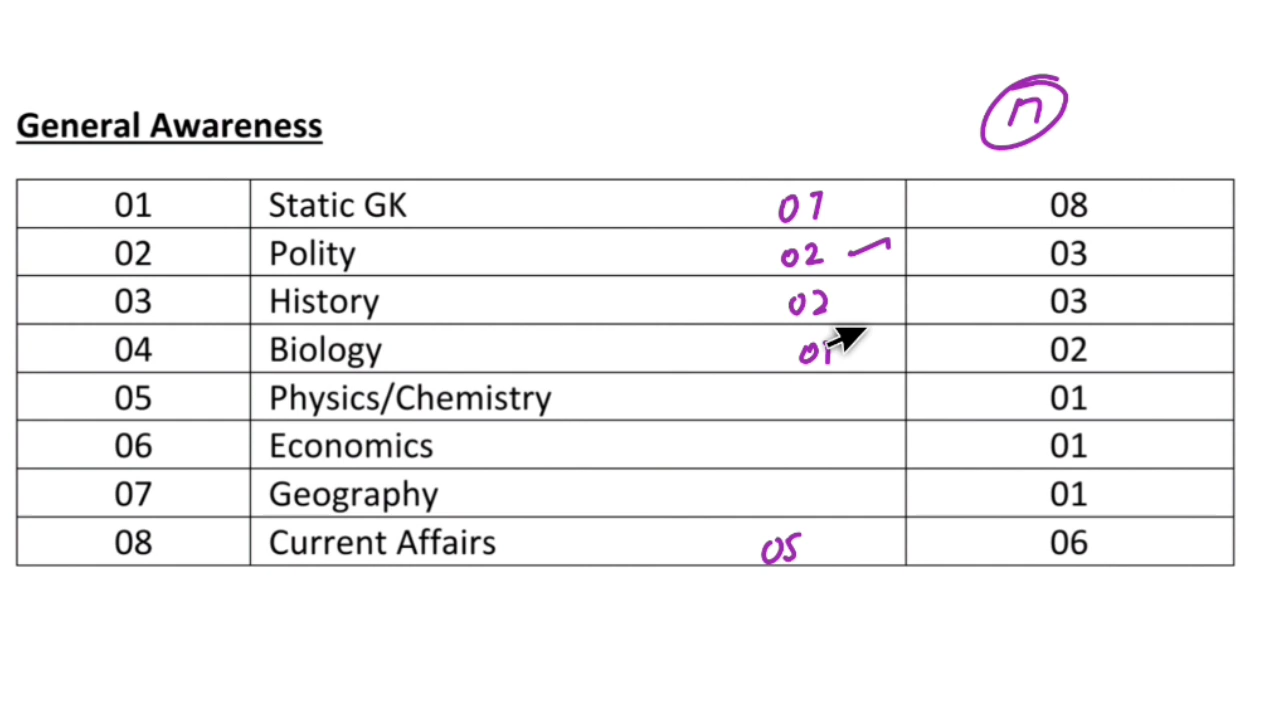 n
General Awareness
01 Static GK 07 08
02 Polity 02 03
03 History 02 03
04 Biology 01 02
05 Physics/Chemistry 01
06 Economics 01
07 Geography 01
08 Current Affairs 05 06